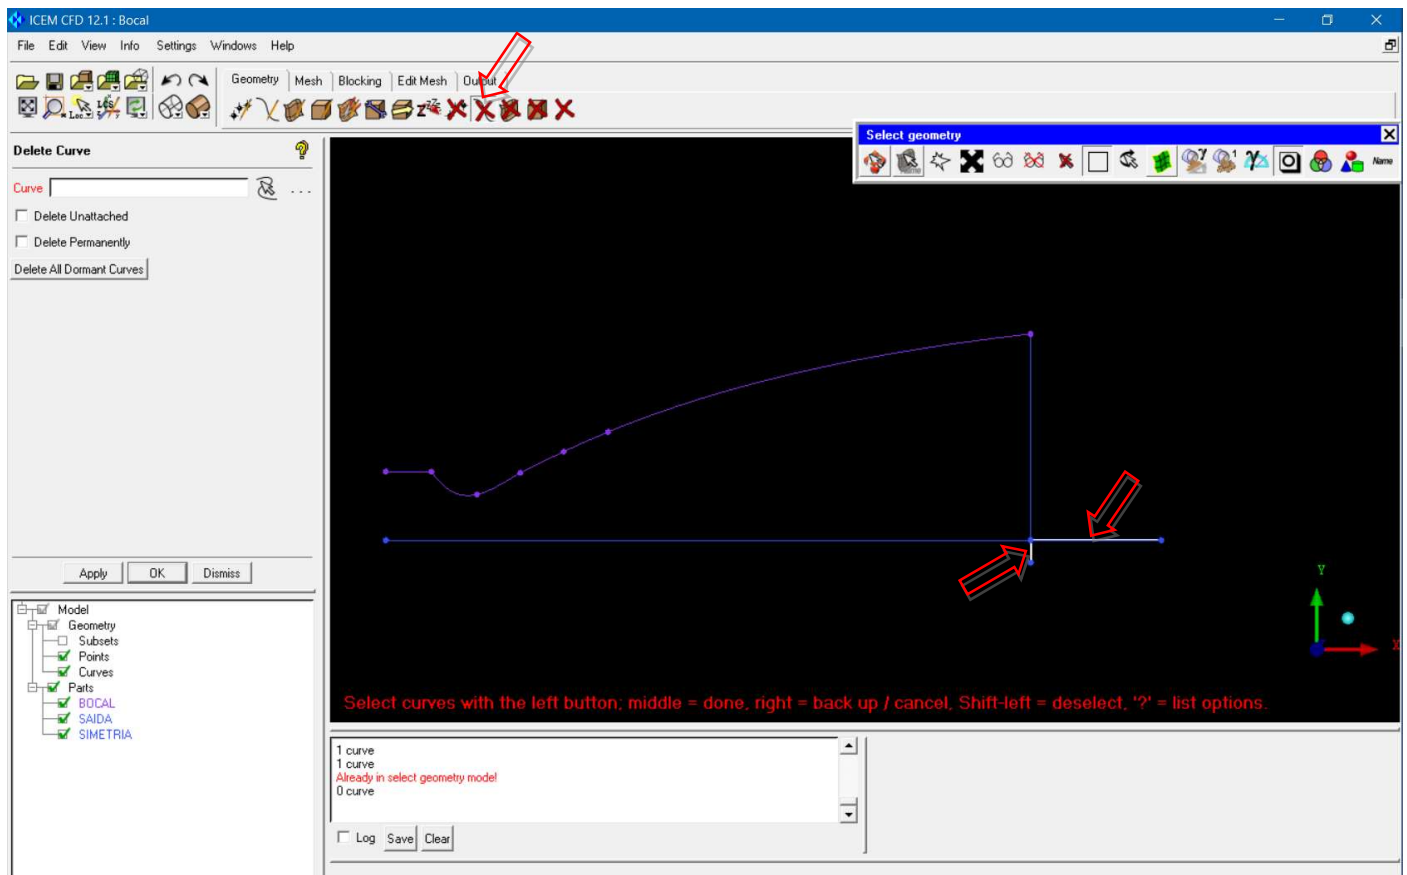 ICEM CFD 12.1 : Bocal
File Edit View Info Settings Windows Help
Geometry Mesh Blocking Edit Mesh Output
Select geometry
Name
Delete Curve
Curve
Delete Unattached
Delete Permanently
Delete All Dormant Curves
Apply OK Dismiss
Model
Geometry
Subsets
Points
Curves
Parts
BOCAL
SAIDA
SIMETRIA
Y
X
Select curves with the left button; middle = done, right = back up / cancel, Shift-left = deselect, '?' = list options.
1 curve
1 curve
Already in select geometry mode!
0 curve
Log Save Clear